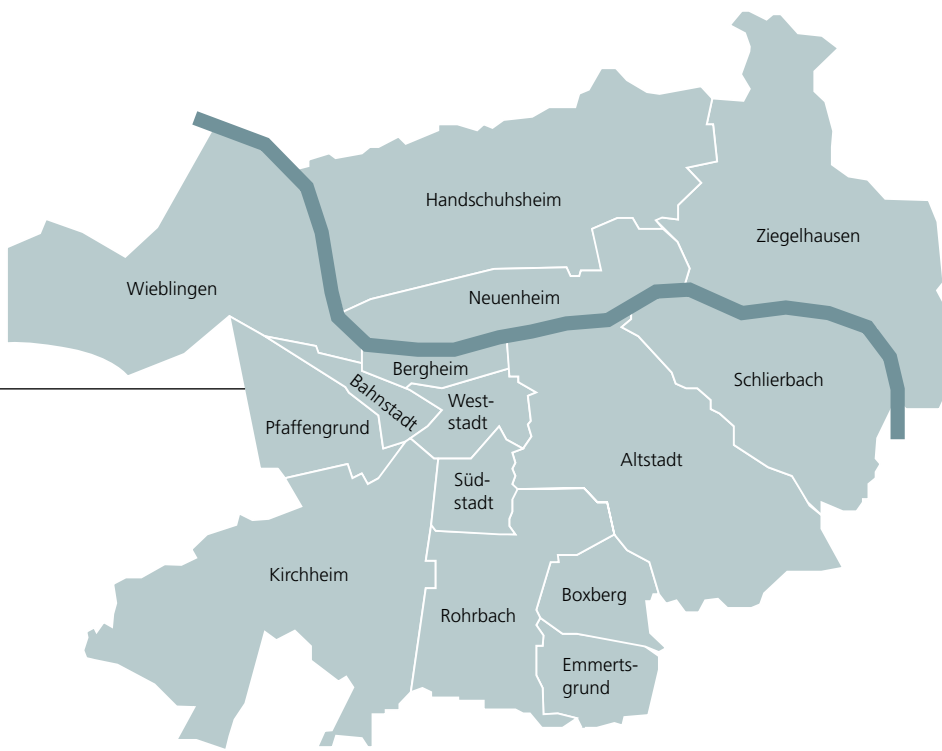 Handschuhsheim
Ziegelhausen
Wieblingen
Neuenheim
Bergheim
Bahnstadt
Schlierbach
West-
stadt
Pfaffengrund
Altstadt
Süd-
stadt
Kirchheim
Boxberg
Rohrbach
Emmerts-
grund